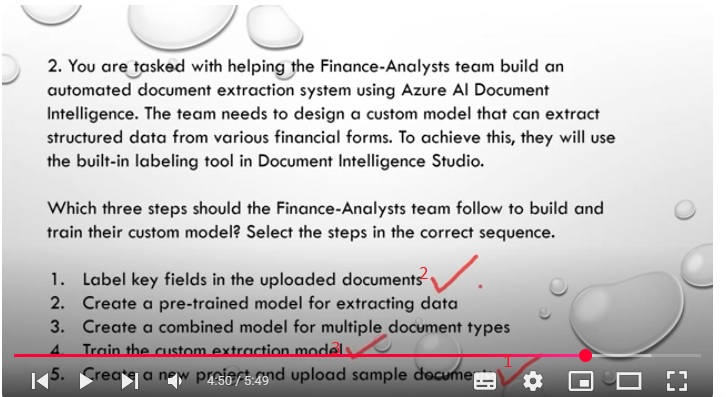 2. You are tasked with helping the Finance-Analysts team build an
automated document extraction system using Azure AI Document
Intelligence. The team needs to design a custom model that can extract
structured data from various financial forms. To achieve this, they will use
the built-in labeling tool in Document Intelligence Studio.
Which three steps should the Finance-Analysts team follow to build and
train their custom model? Select the steps in the correct sequence.
1. Label key fields in the uploaded documents 2
2. Create a pre-trained model for extracting data
3. Create a combined model for multiple document types
4. Train the custom extraction model 3
5. Create a new project and upload sample documents 1
4:50 / 5:49